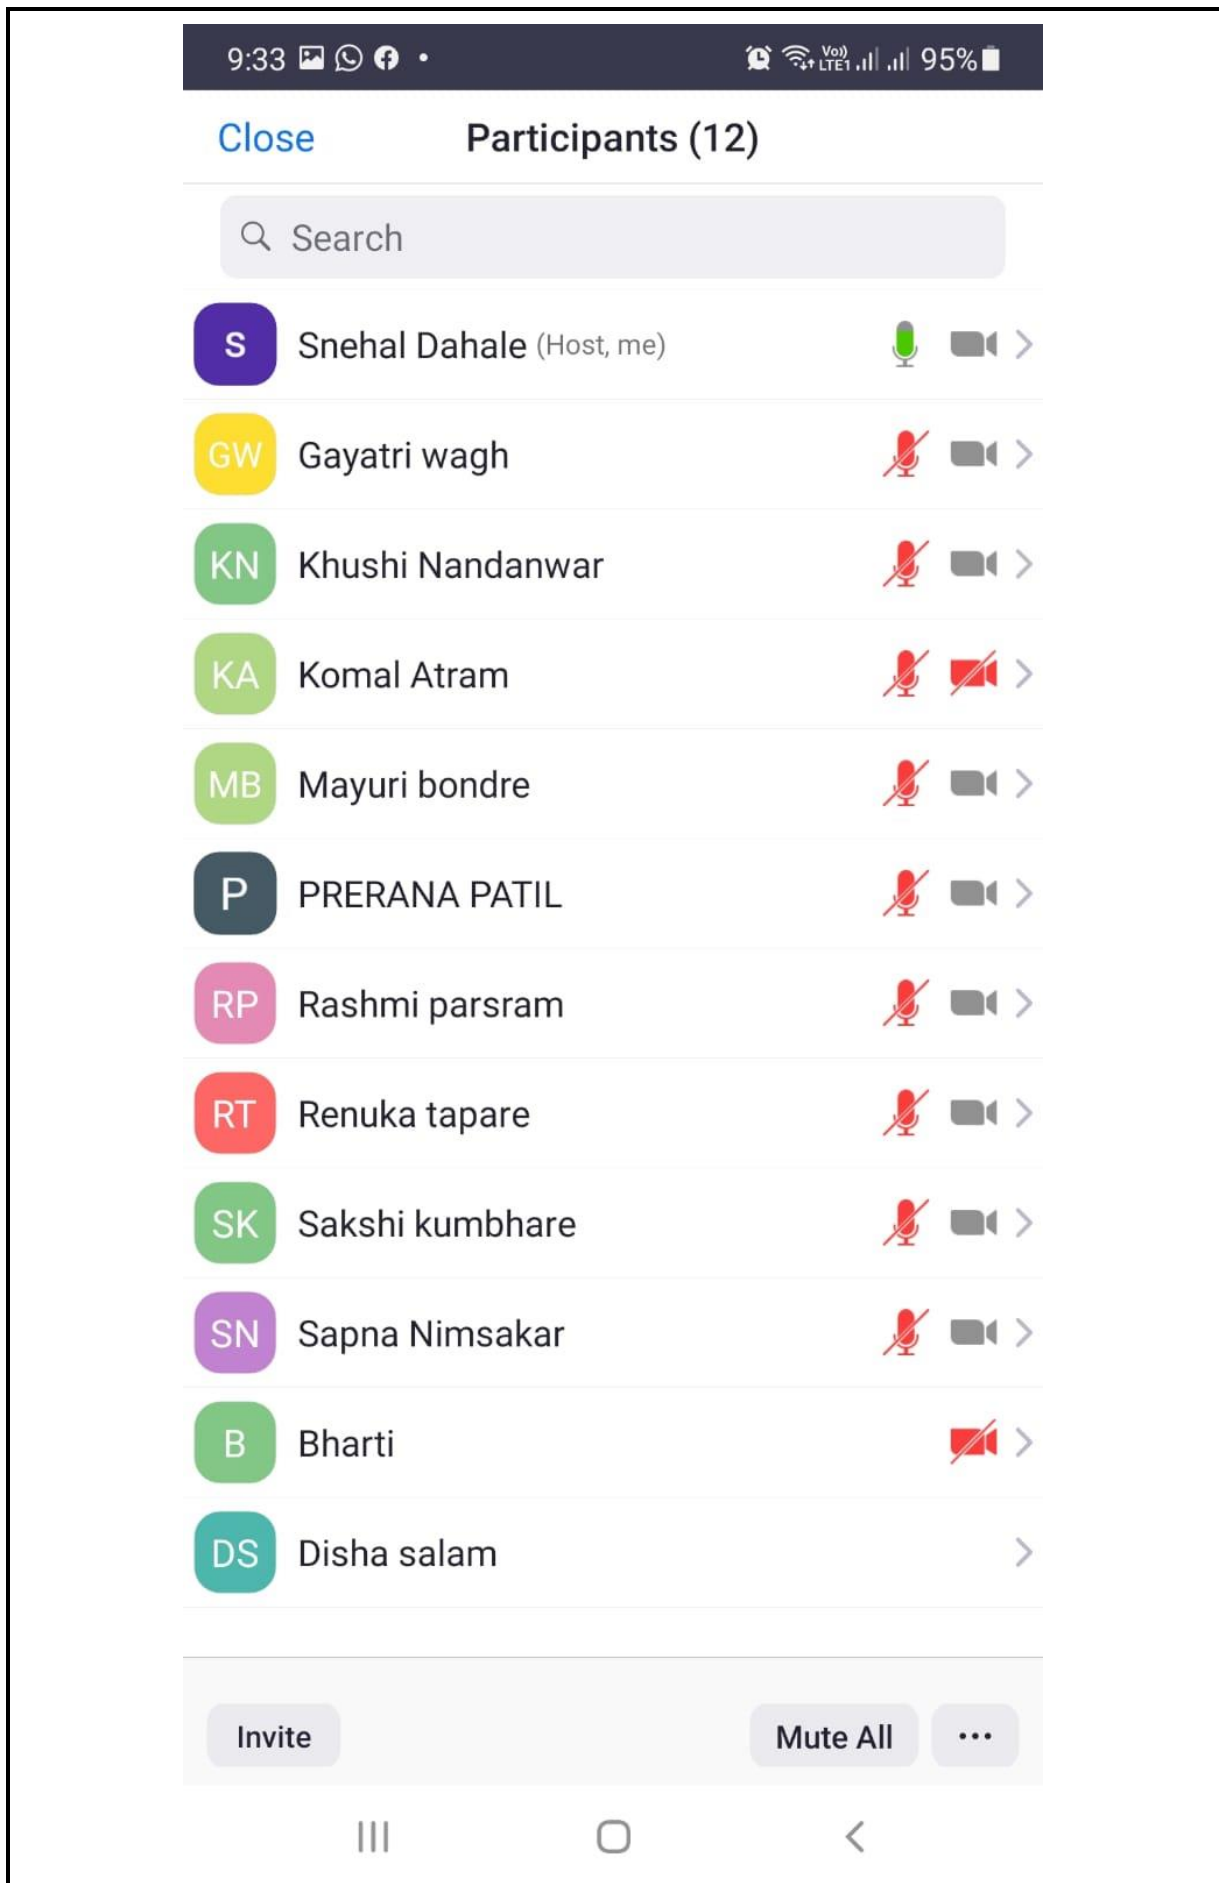 9:33 Vo)) LTE1 95%
Close Participants (12)
Search
S Snehal Dahale (Host, me)
GW Gayatri wagh
KN Khushi Nandanwar
KA Komal Atram
MB Mayuri bondre
P PRERANA PATIL
RP Rashmi parsram
RT Renuka tapare
SK Sakshi kumbhare
SN Sapna Nimsakar
B Bharti
DS Disha salam
Invite Mute All ...